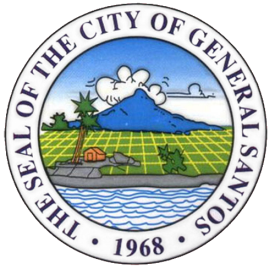 THE SEAL OF THE CITY OF GENERAL SANTOS
• 1968 •